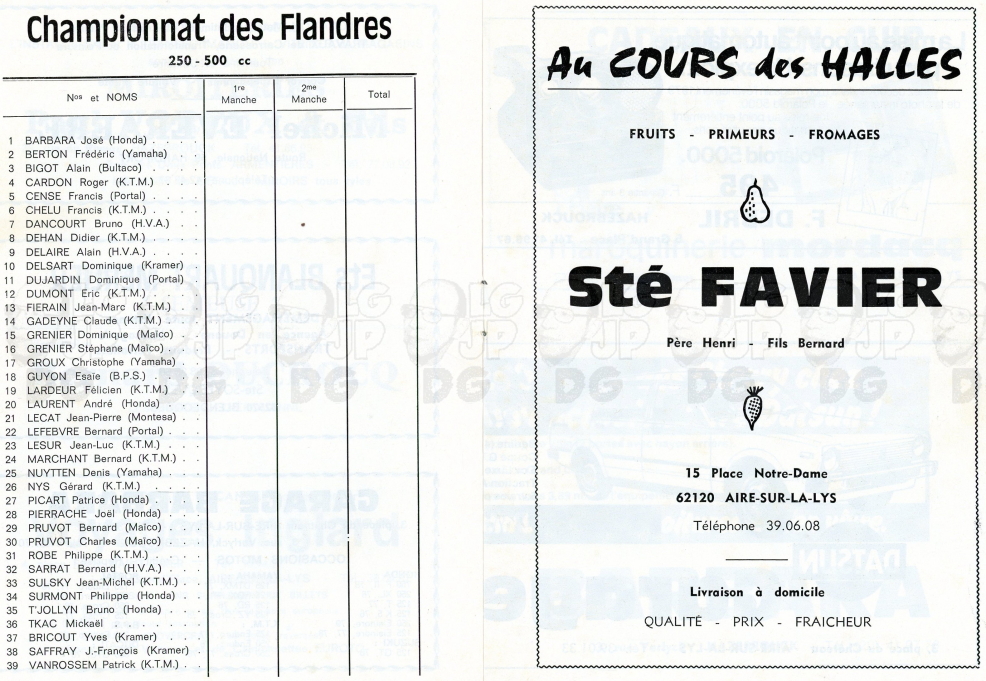 Championnat des Flandres
250 - 500 cc
Nos et NOMS
1re Manche
2me Manche
Total
1 BARBARA José (Honda) . . . .
2 BERTON Frédéric (Yamaha)
3 BIGOT Alain (Bultaco) . . . .
4 CARDON Roger (K.T.M.) . . . .
5 CENSE Francis (Portal) . . . .
6 CHELU Francis (K.T.M.) . . . .
7 DANCOURT Bruno (H.V.A.) . . .
8 DEHAN Didier (K.T.M.) . . . .
9 DELAIRE Alain (H.V.A.) . . . .
10 DELSART Dominique (Kramer)
11 DUJARDIN Dominique (Portal) . .
12 DUMONT Éric (K.T.M.) . . . .
13 FIERAIN Jean-Marc (K.T.M.) . . .
14 GADEYNE Claude (K.T.M.) . . .
15 GRENIER Dominique (Maïco) . . .
16 GRENIER Stéphane (Maïco) . . .
17 GROUX Christophe (Yamaha) . .
18 GUYON Esaïe (B.P.S.) . . . .
19 LARDEUR Félicien (K.T.M.) . . .
20 LAURENT André (Honda) . . .
21 LECAT Jean-Pierre (Montesa) . .
22 LEFEBVRE Bernard (Portal) . . .
23 LESUR Jean-Luc (K.T.M.) . . .
24 MARCHANT Bernard (K.T.M.) . .
25 NUYTTEN Denis (Yamaha) . . .
26 NYS Gérard (K.T.M.) . . . .
27 PICART Patrice (Honda) . . . .
28 PIERRACHE Joël (Honda) . . .
29 PRUVOT Bernard (Maïco) . . .
30 PRUVOT Charles (Maïco) . . .
31 ROBE Philippe (K.T.M.) . . . .
32 SARRAT Bernard (H.V.A.) . . .
33 SULSKY Jean-Michel (K.T.M.) . .
34 SURMONT Philippe (Honda) . . .
35 T'JOLLYN Bruno (Honda) . . .
36 TKAC Mickaël . . . . .
37 BRICOUT Yves (Kramer) . . .
38 SAFFRAY J.-François (Kramer) . .
39 VANROSSEM Patrick (K.T.M.) . .
Au COURS des HALLES
FRUITS - PRIMEURS - FROMAGES
Sté FAVIER
Père Henri - Fils Bernard
15 Place Notre-Dame
62120 AIRE-SUR-LA-LYS
Téléphone 39.06.08
Livraison à domicile
QUALITÉ - PRIX - FRAICHEUR
LG JP DG